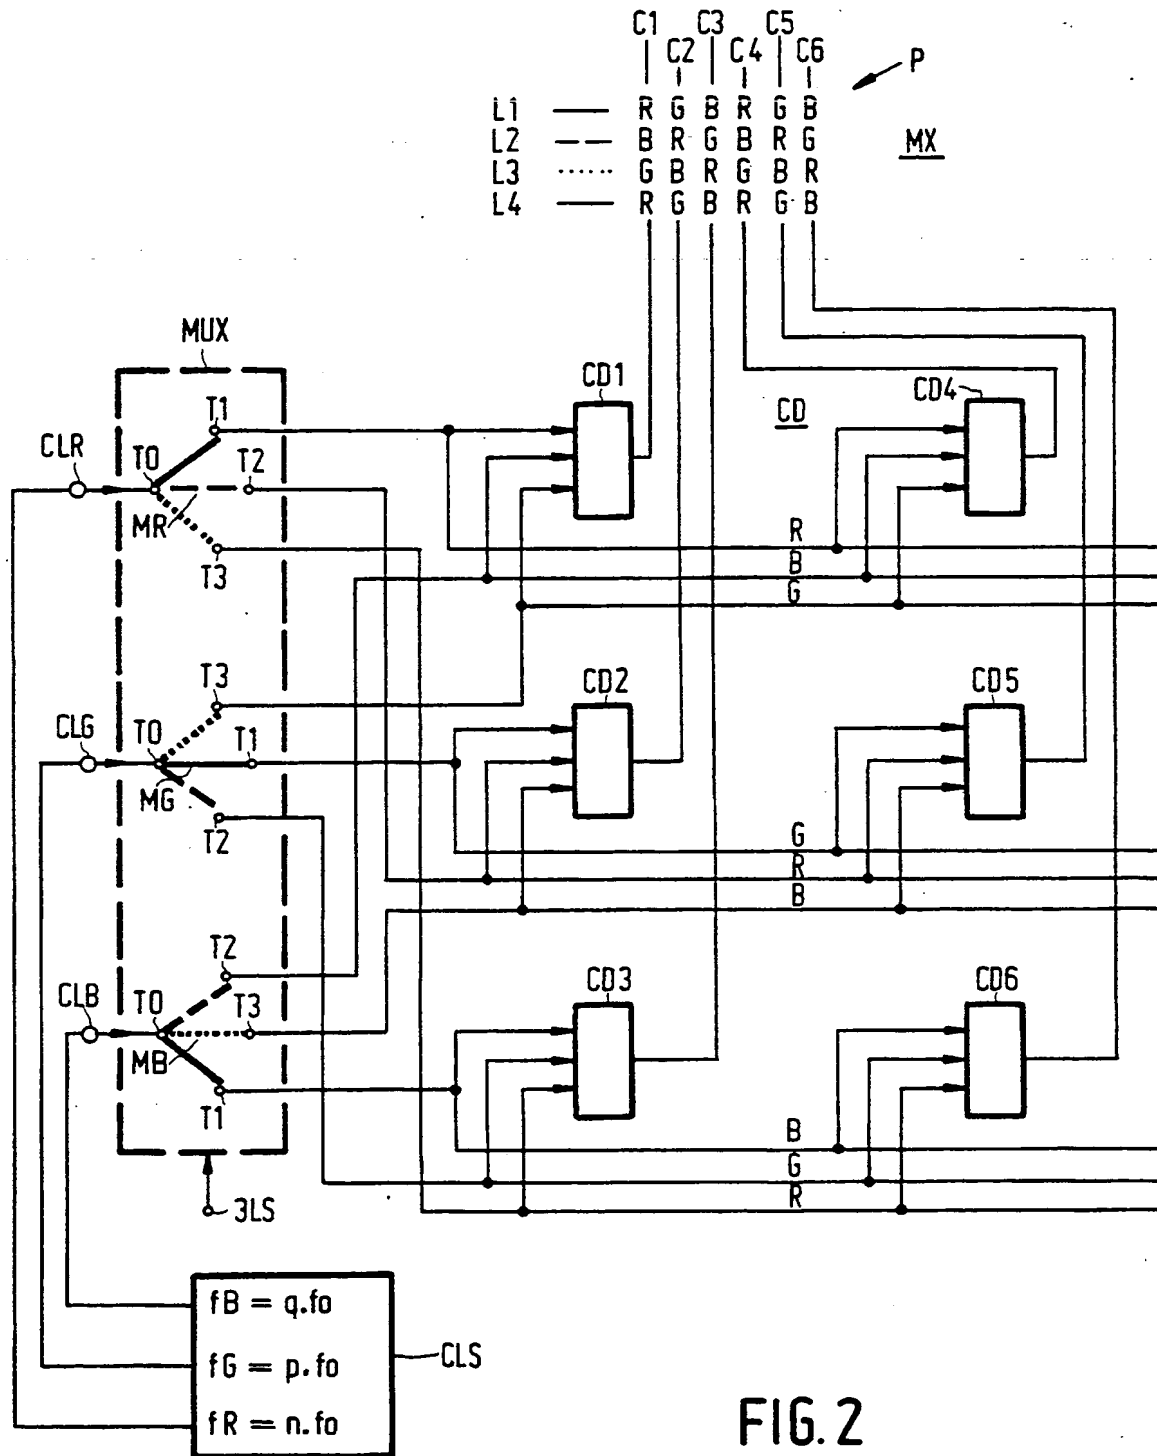 C1 C3 C5
C2 C4 C6
P
L1 R G B R G B
L2 B R G B R G
MX
L3 G B R G B R
L4 R G B R G B
MUX
CD1
CD4
CD
T1
CLR
T0
T2
MR
T3
R
B
G
T3
CD2
CD5
CLG
T0
T1
MG
T2
G
R
B
T2
CD3
CD6
CLB
T0
T3
MB
T1
B
G
R
3LS
fB = q.fo
fG = p.fo
CLS
fR = n.fo
FIG. 2